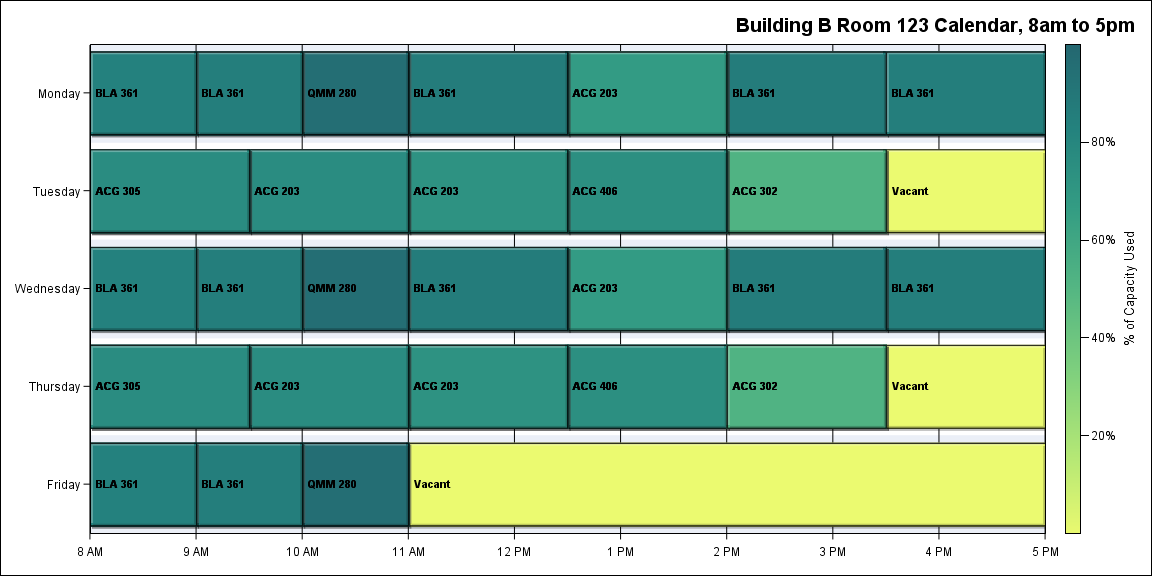 Building B Room 123 Calendar, 8am to 5pm
Monday
BLA 361
BLA 361
QMM 280
BLA 361
ACG 203
BLA 361
BLA 361
Tuesday
ACG 305
ACG 203
ACG 203
ACG 406
ACG 302
Vacant
Wednesday
BLA 361
BLA 361
QMM 280
BLA 361
ACG 203
BLA 361
BLA 361
Thursday
ACG 305
ACG 203
ACG 203
ACG 406
ACG 302
Vacant
Friday
BLA 361
BLA 361
QMM 280
Vacant
8 AM
9 AM
10 AM
11 AM
12 PM
1 PM
2 PM
3 PM
4 PM
5 PM
80%
60%
40%
20%
% of Capacity Used